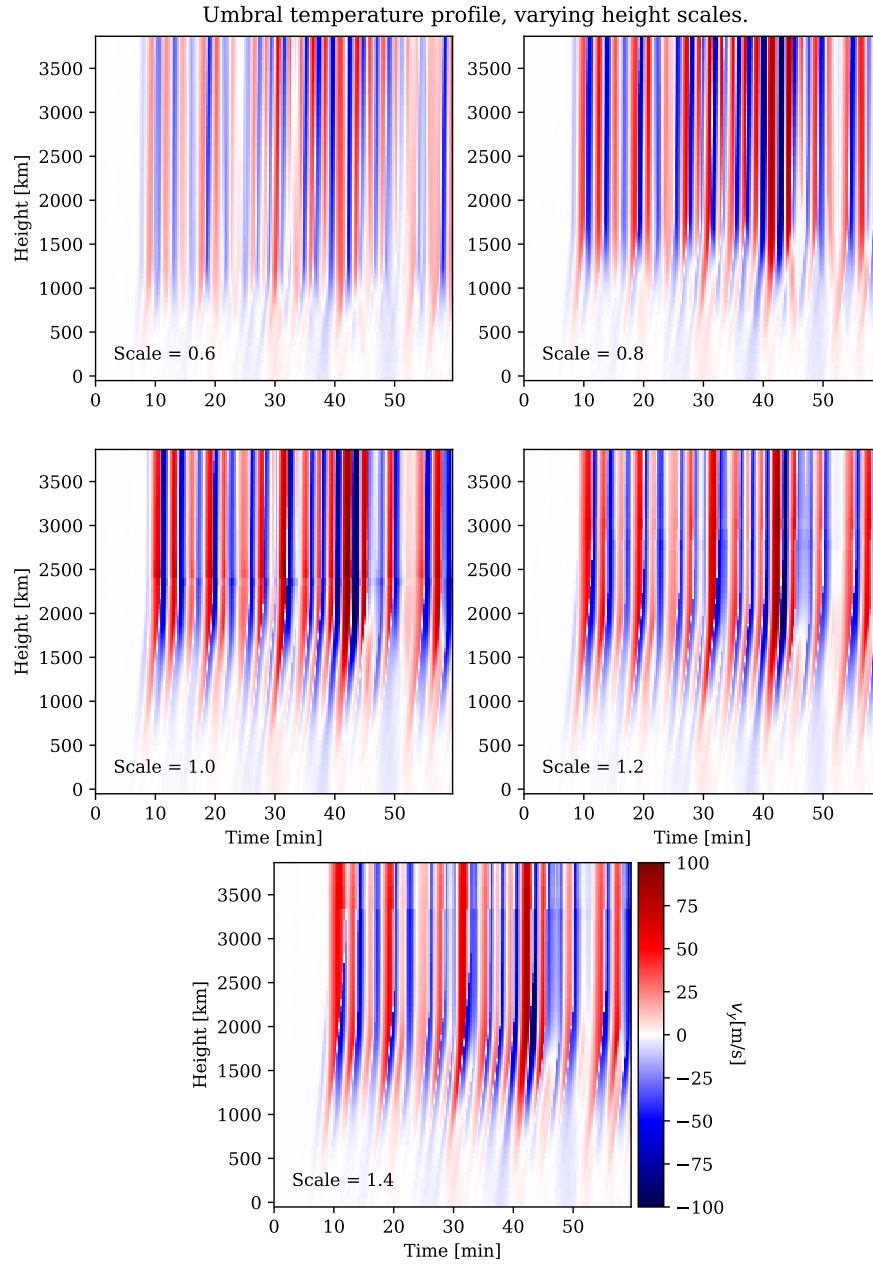 Umbral temperature profile, varying height scales.
Height [km]
3500
3000
2500
2000
1500
1000
500
0
Scale = 0.6
0 10 20 30 40 50
3500
3000
2500
2000
1500
1000
500
0
Scale = 0.8
0 10 20 30 40 50
Height [km]
3500
3000
2500
2000
1500
1000
500
0
Scale = 1.0
0 10 20 30 40 50
Time [min]
3500
3000
2500
2000
1500
1000
500
0
Scale = 1.2
0 10 20 30 40 50
Time [min]
Height [km]
3500
3000
2500
2000
1500
1000
500
0
Scale = 1.4
0 10 20 30 40 50
Time [min]
100
75
50
25
0
−25
−50
−75
−100
vy[m/s]